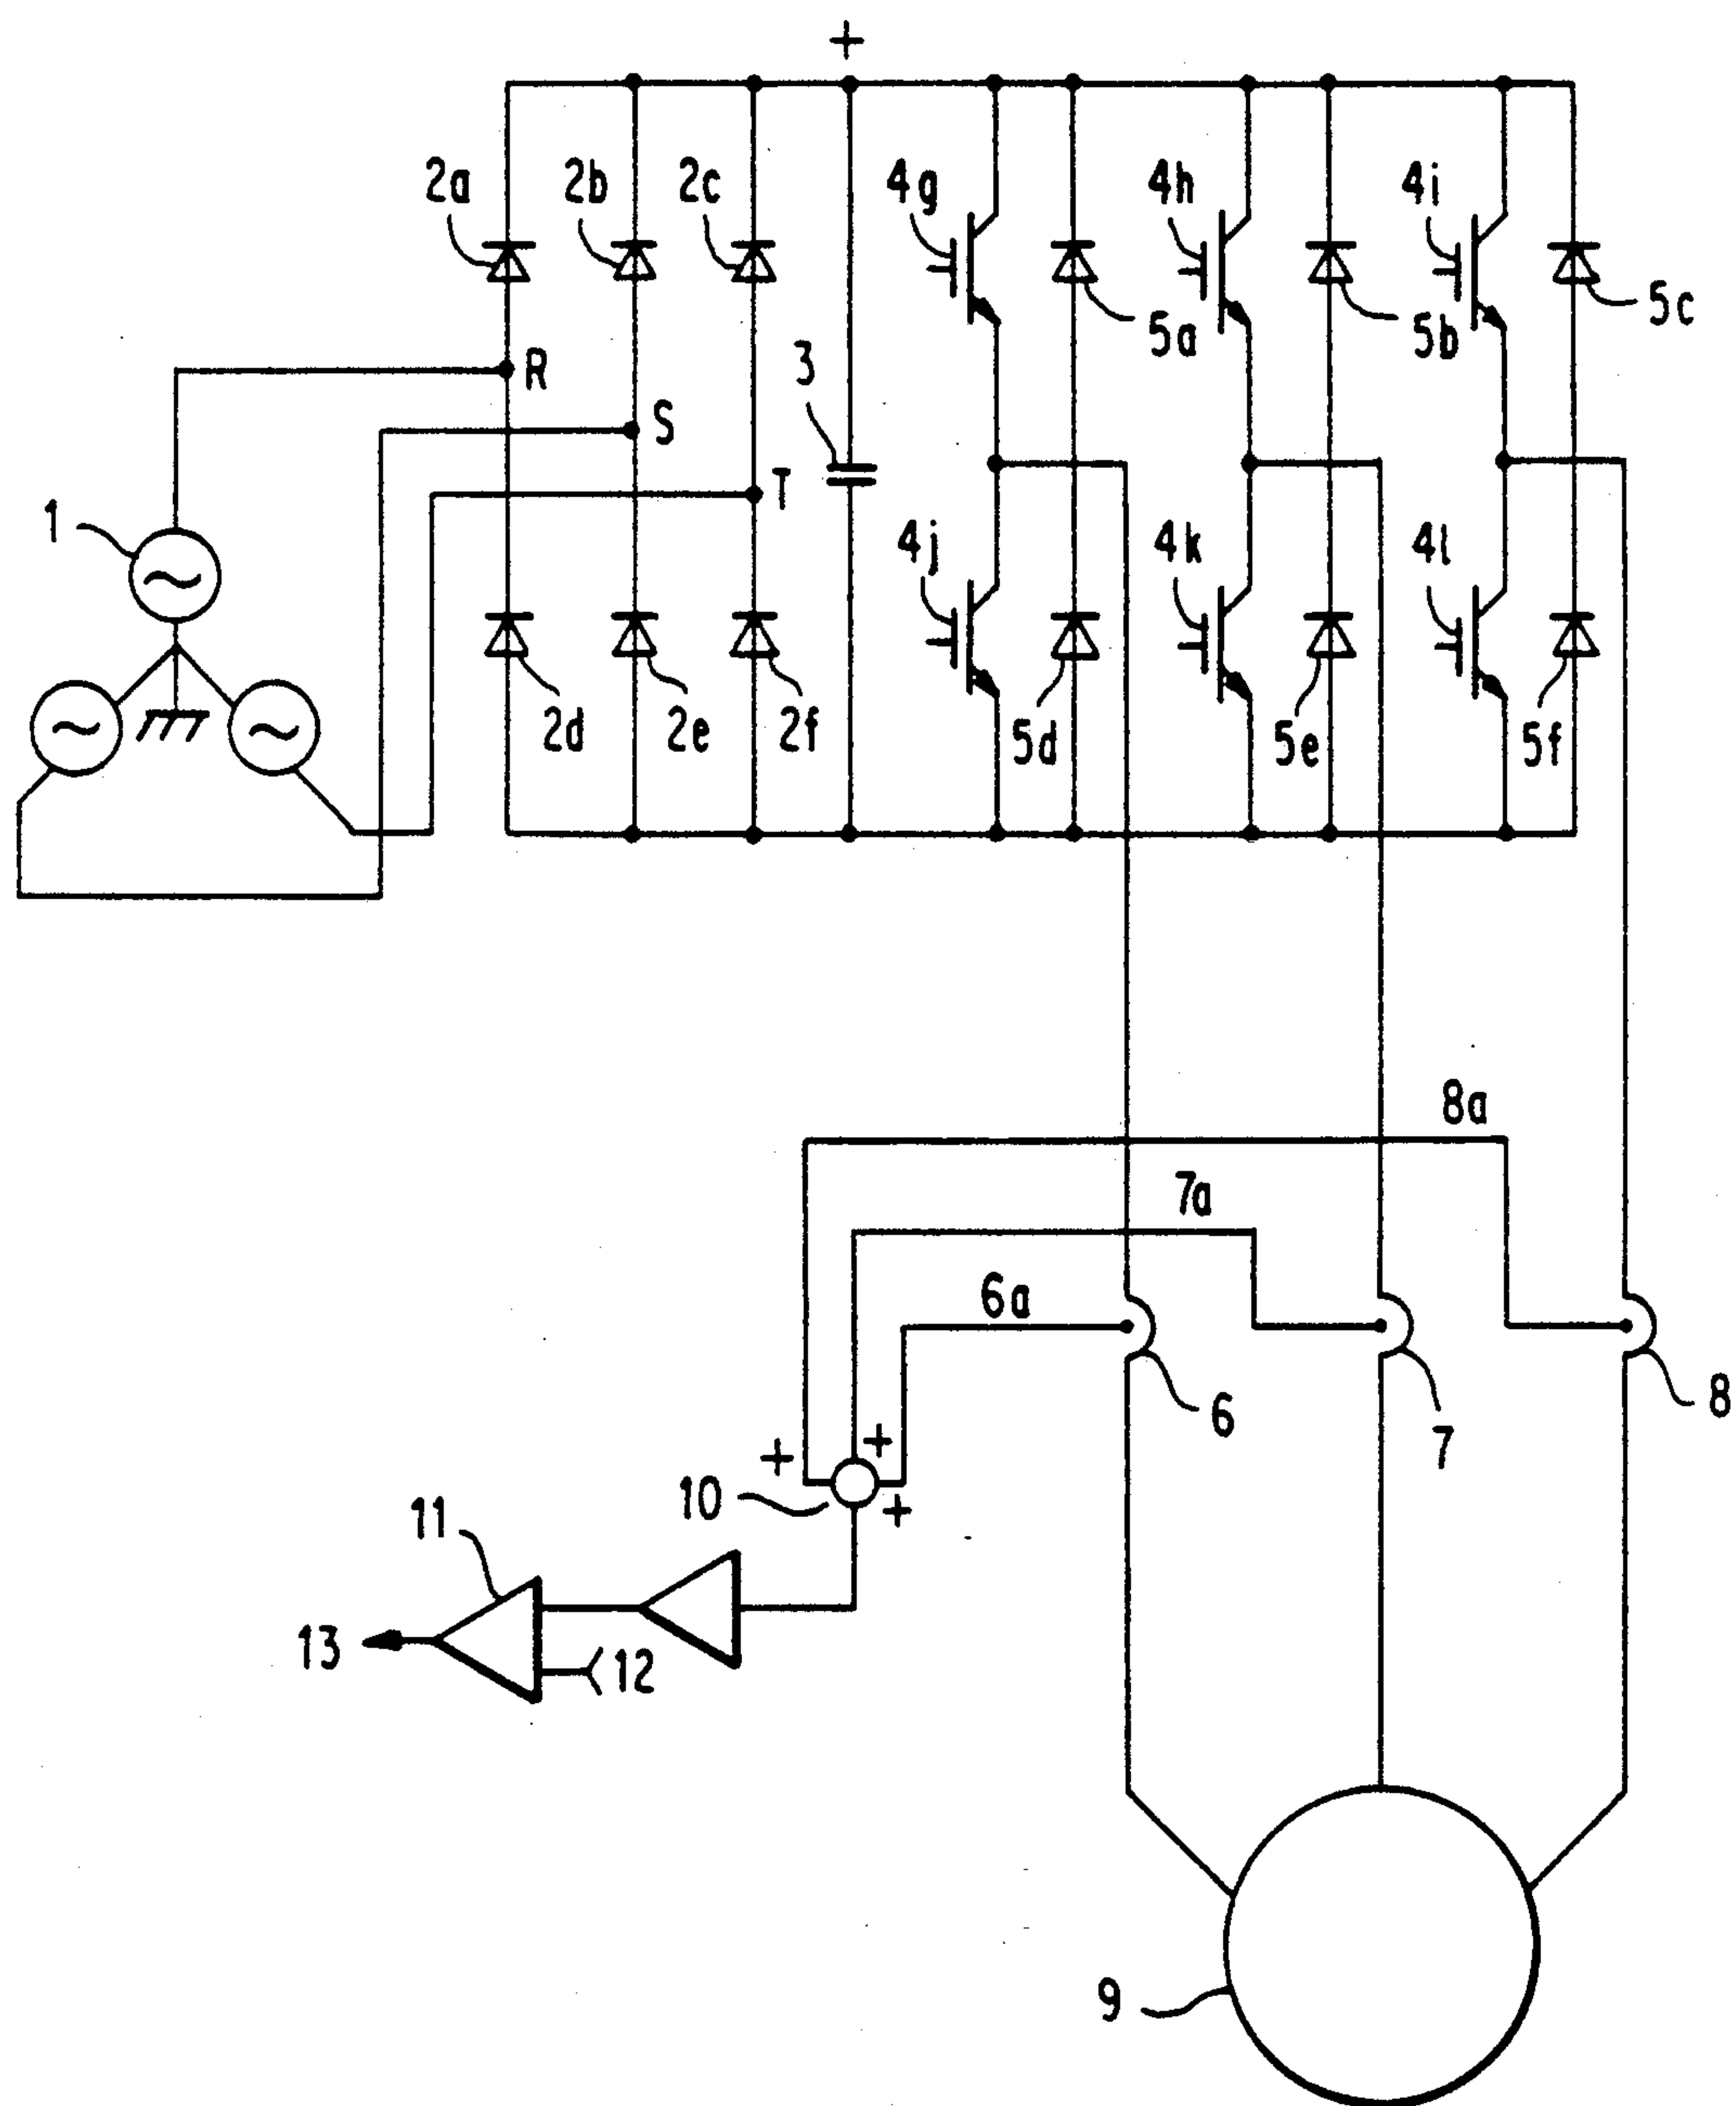 +
2a 2b 2c 4g 4h 4i
5a 5b 5c
R
S
3
T
1
4j 4k 4l
2d 2e 2f 5d 5e 5f
8a
7a
6a
6 7 8
+ +
10 +
11
13 12
9